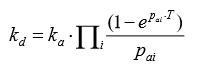 k_d = k_a · ∏_i (1 − e^{p_{ai}·T}) / p_{ai}